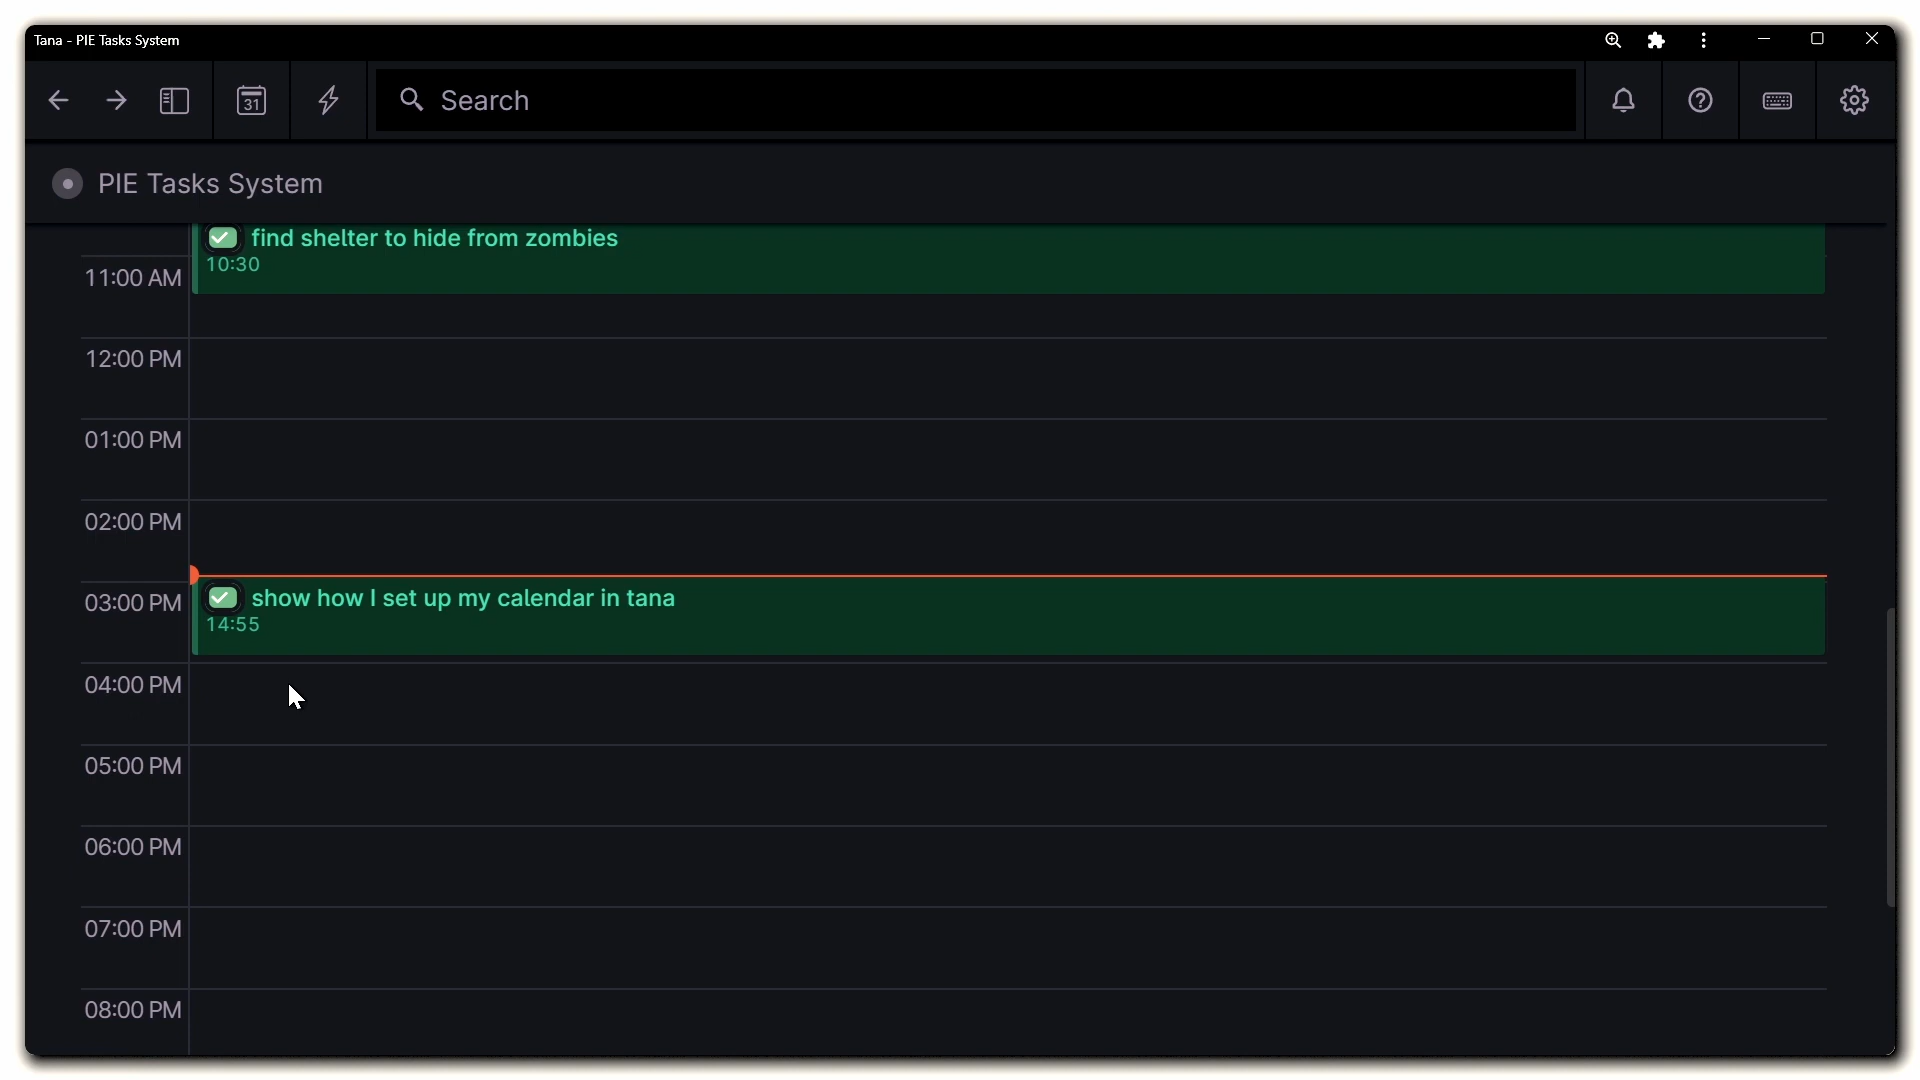 Tana - PIE Tasks System
31
Search
PIE Tasks System
find shelter to hide from zombies
10:30
11:00 AM
12:00 PM
01:00 PM
02:00 PM
03:00 PM
show how I set up my calendar in tana
14:55
04:00 PM
05:00 PM
06:00 PM
07:00 PM
08:00 PM